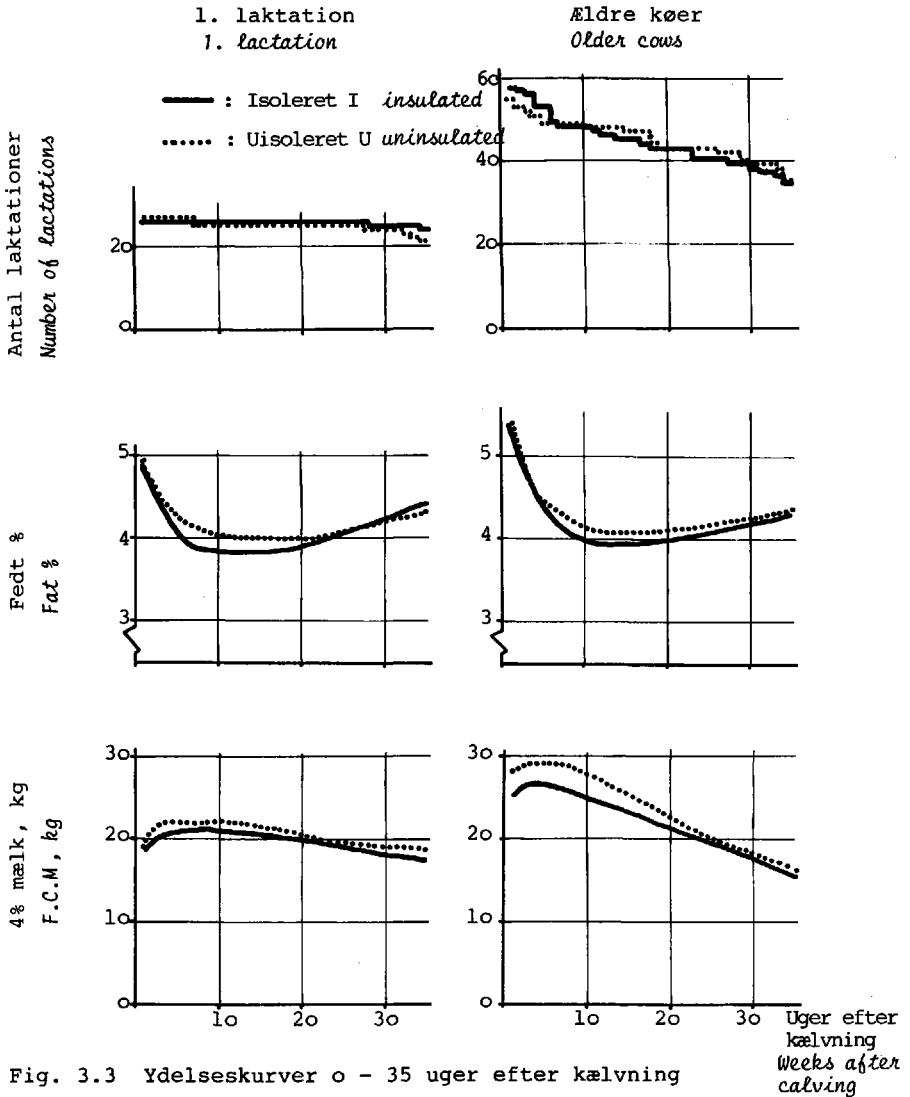 1. laktation
1. lactation
Ældre køer
Older cows
: Isoleret I insulated
: Uisoleret U uninsulated
Antal laktationer
Number of lactations
20
0
60
40
20
0
Fedt %
Fat %
5
4
3
5
4
3
4% mælk, kg
F.C.M, kg
30
20
10
0
10
20
30
30
20
10
0
10
20
30
Uger efter
kælvning
Weeks after
calving
Fig. 3.3 Ydelseskurver o - 35 uger efter kælvning